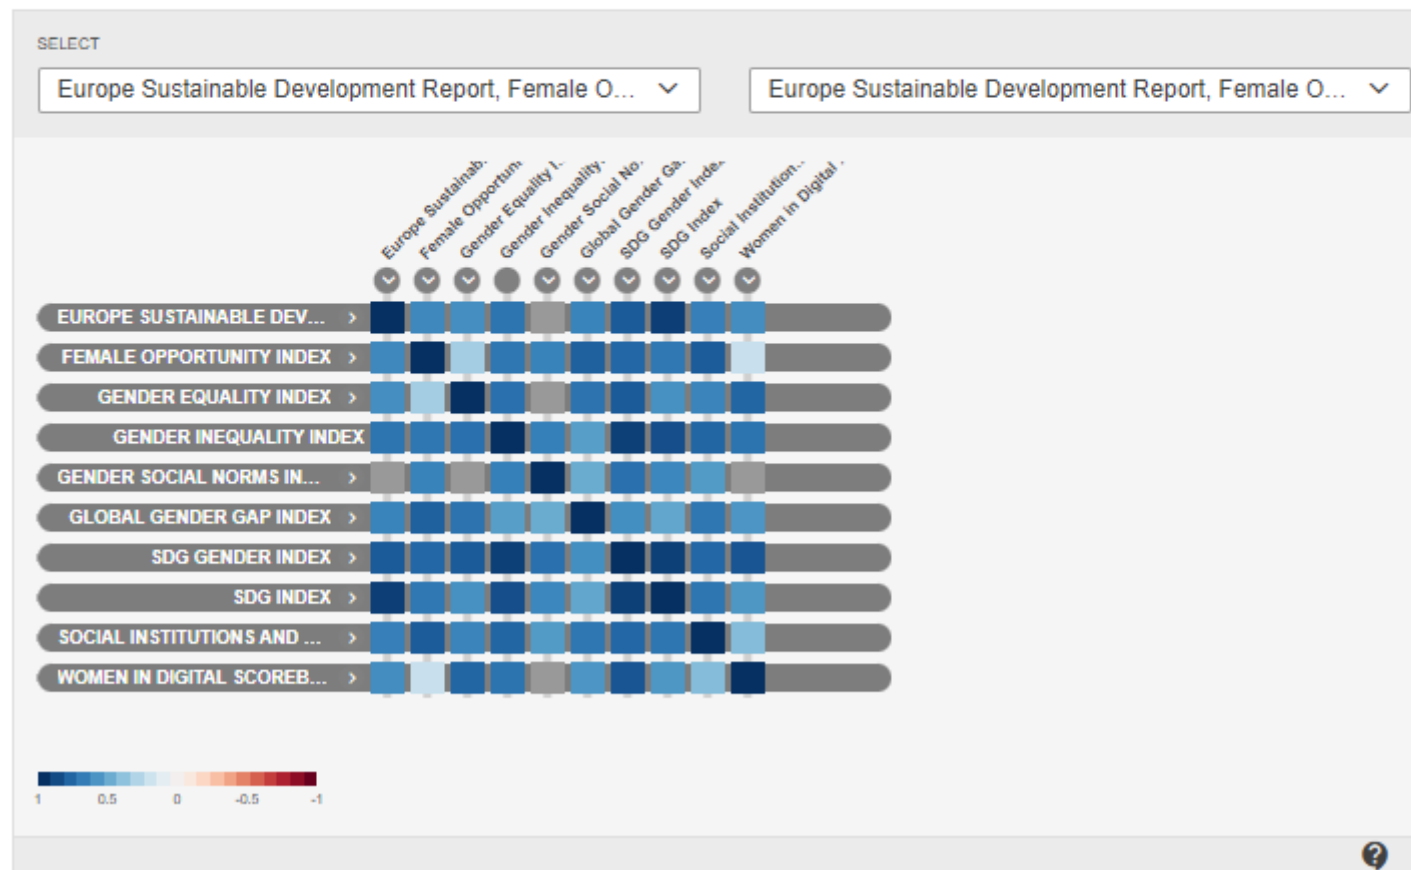 SELECT
Europe Sustainable Development Report, Female O...
Europe Sustainable Development Report, Female O...
Europe Sustainab.
Female Opportuni
Gender Equality I...
Gender Inequality.
Gender Social No.
Global Gender Ga.
SDG Gender Index
SDG Index
Social Institution..
Women in Digital .
EUROPE SUSTAINABLE DEV...
FEMALE OPPORTUNITY INDEX
GENDER EQUALITY INDEX
GENDER INEQUALITY INDEX
GENDER SOCIAL NORMS IN...
GLOBAL GENDER GAP INDEX
SDG GENDER INDEX
SDG INDEX
SOCIAL INSTITUTIONS AND ...
WOMEN IN DIGITAL SCOREB...
1 0.5 0 -0.5 -1
?